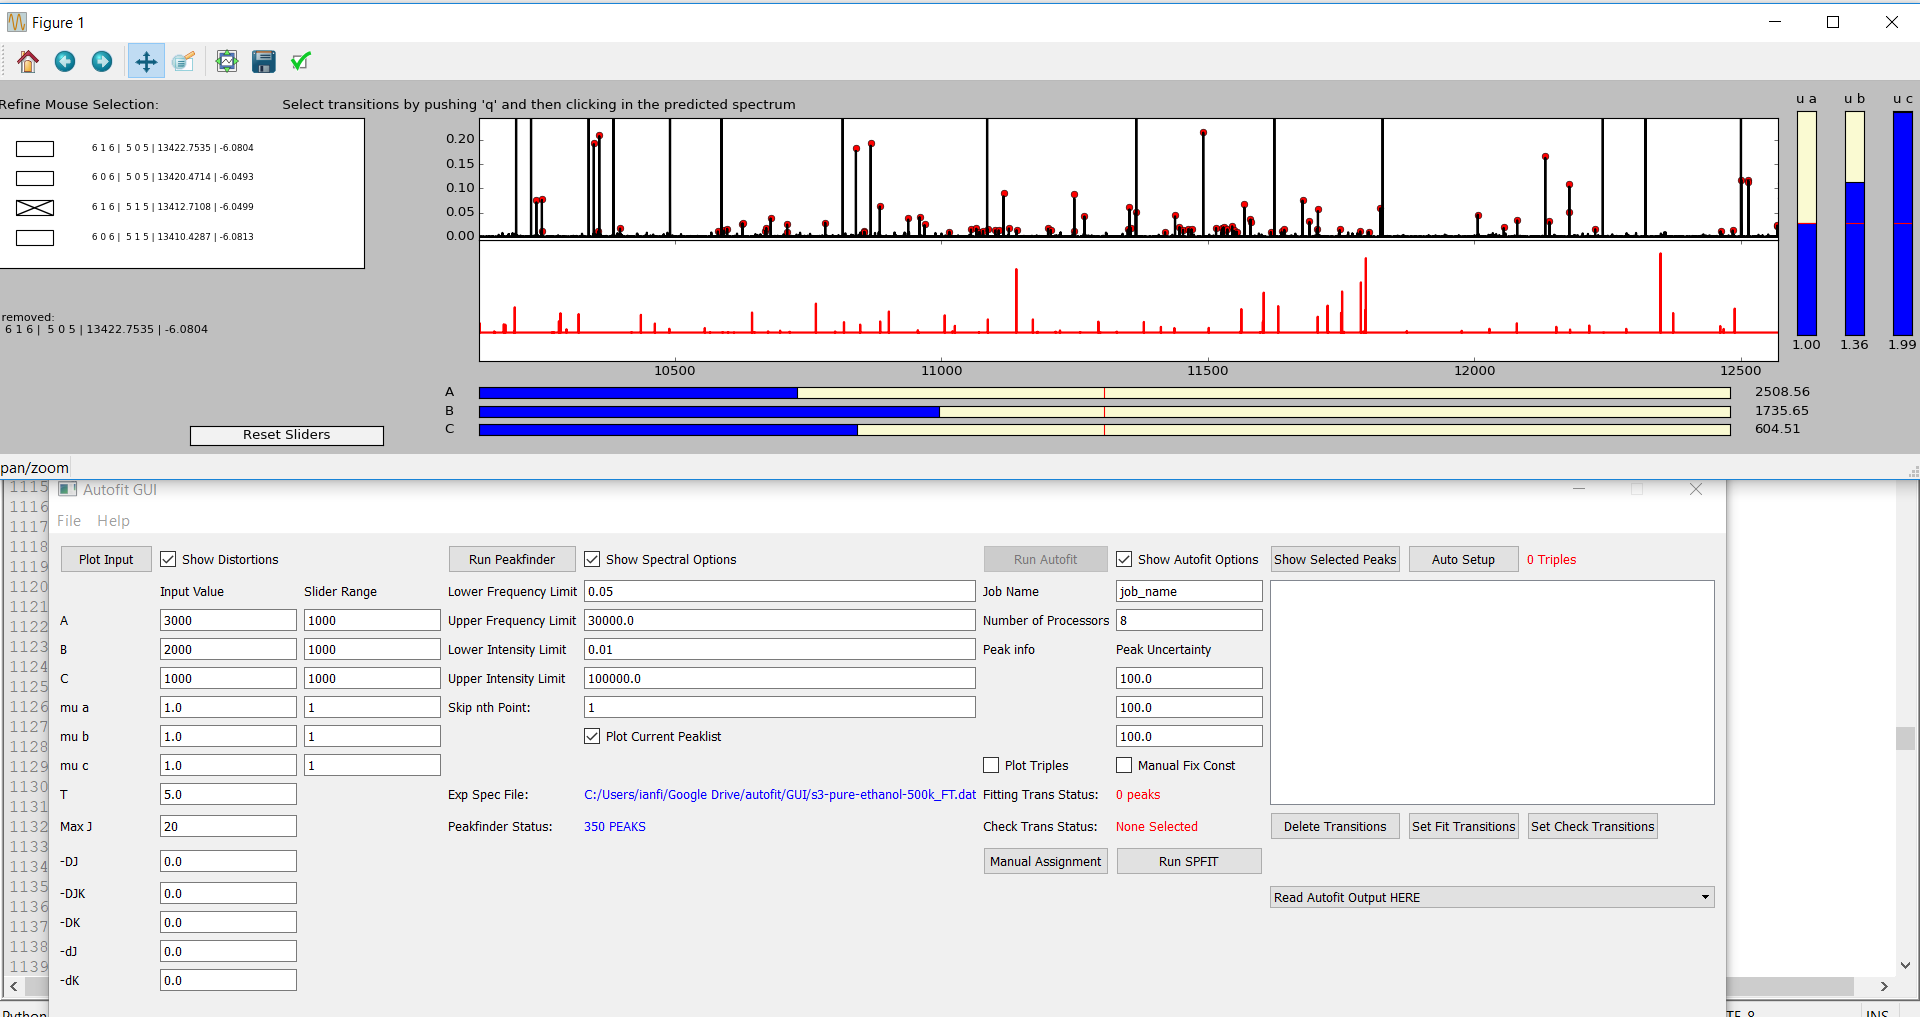 Figure 1
Refine Mouse Selection:
Select transitions by pushing 'q' and then clicking in the predicted spectrum
u a u b u c
6 1 6 | 5 0 5 | 13422.7535 | -6.0804
6 0 6 | 5 0 5 | 13420.4714 | -6.0493
6 1 6 | 5 1 5 | 13412.7108 | -6.0499
6 0 6 | 5 1 5 | 13410.4287 | -6.0813
0.20
0.15
0.10
0.05
0.00
removed:
6 1 6 | 5 0 5 | 13422.7535 | -6.0804
1.00 1.36 1.99
10500 11000 11500 12000 12500
A 2508.56
B 1735.65
C 604.51
Reset Sliders
pan/zoom
1115
1116
1117
1118
1119
1120
1121
1122
1123
1124
1125
1126
1127
1128
1129
1130
1131
1132
1133
1134
1135
1136
1137
1138
1139
Autofit GUI
File Help
Plot Input Show Distortions Run Peakfinder Show Spectral Options Run Autofit Show Autofit Options Show Selected Peaks Auto Setup 0 Triples
Input Value Slider Range Lower Frequency Limit 0.05 Job Name job_name
A 3000 1000 Upper Frequency Limit 30000.0 Number of Processors 8
B 2000 1000 Lower Intensity Limit 0.01 Peak info Peak Uncertainty
C 1000 1000 Upper Intensity Limit 100000.0 100.0
mu a 1.0 1 Skip nth Point: 1 100.0
mu b 1.0 1 Plot Current Peaklist 100.0
mu c 1.0 1 Plot Triples Manual Fix Const
T 5.0 Exp Spec File: C:/Users/ianfi/Google Drive/autofit/GUI/s3-pure-ethanol-500k_FT.dat Fitting Trans Status: 0 peaks
Max J 20 Peakfinder Status: 350 PEAKS Check Trans Status: None Selected Delete Transitions Set Fit Transitions Set Check Transitions
-DJ 0.0 Manual Assignment Run SPFIT
-DJK 0.0 Read Autofit Output HERE
-DK 0.0
-dJ 0.0
-dK 0.0
Python
INS